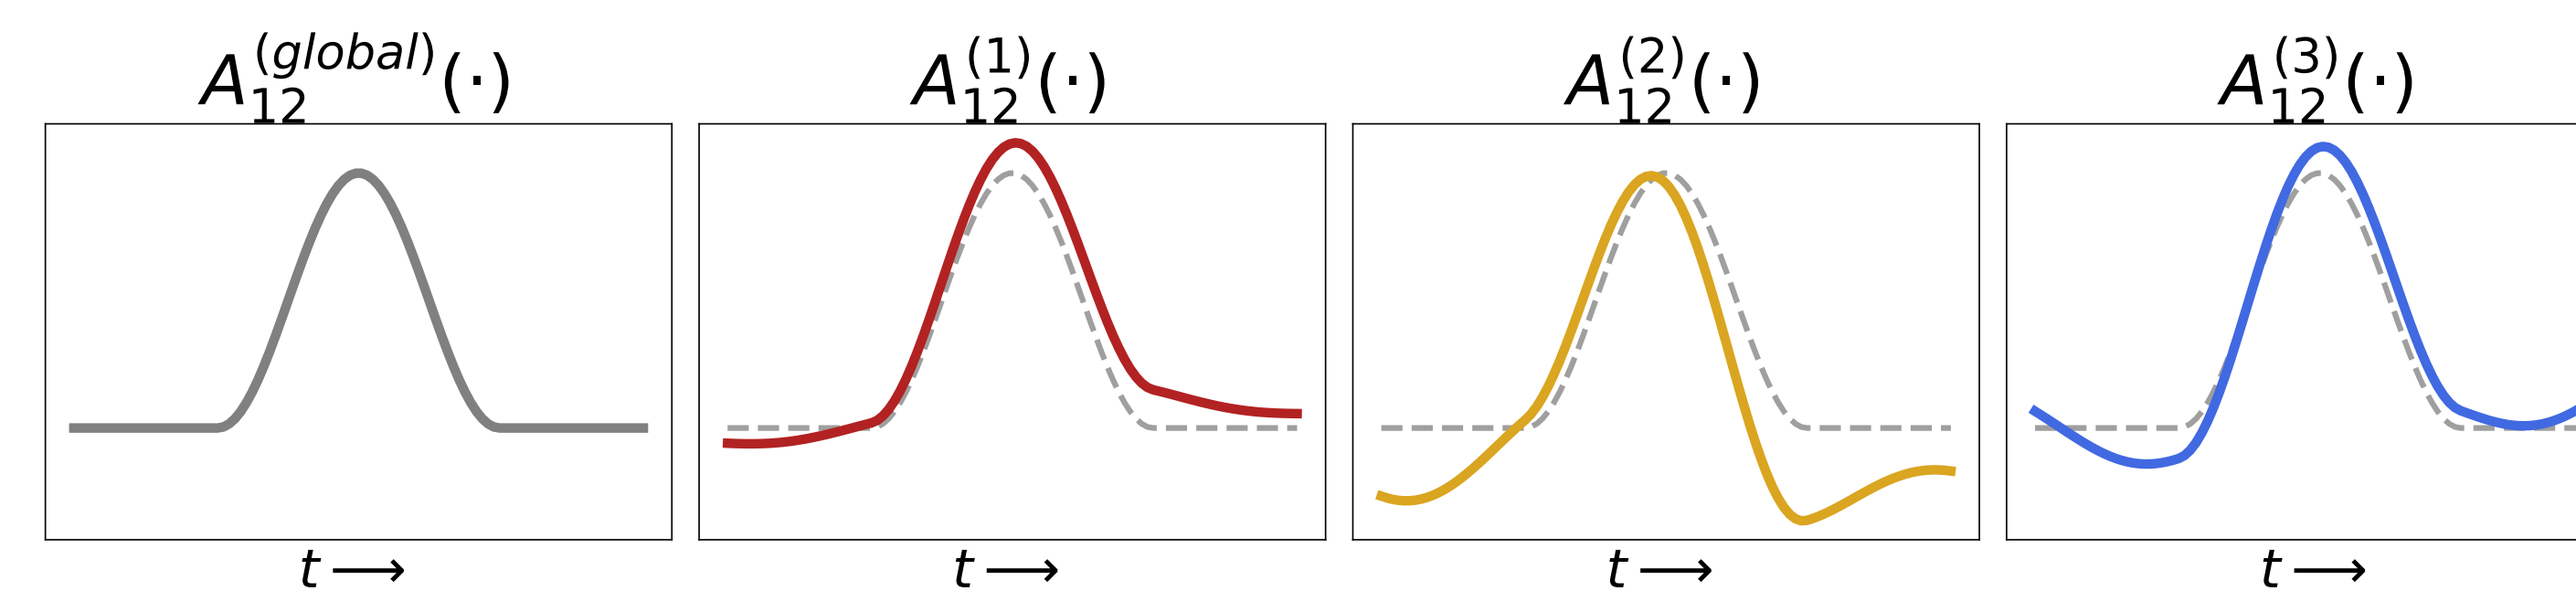 A_{12}^{(global)}(·)
A_{12}^{(1)}(·)
A_{12}^{(2)}(·)
A_{12}^{(3)}(·)
t⟶
t⟶
t⟶
t⟶